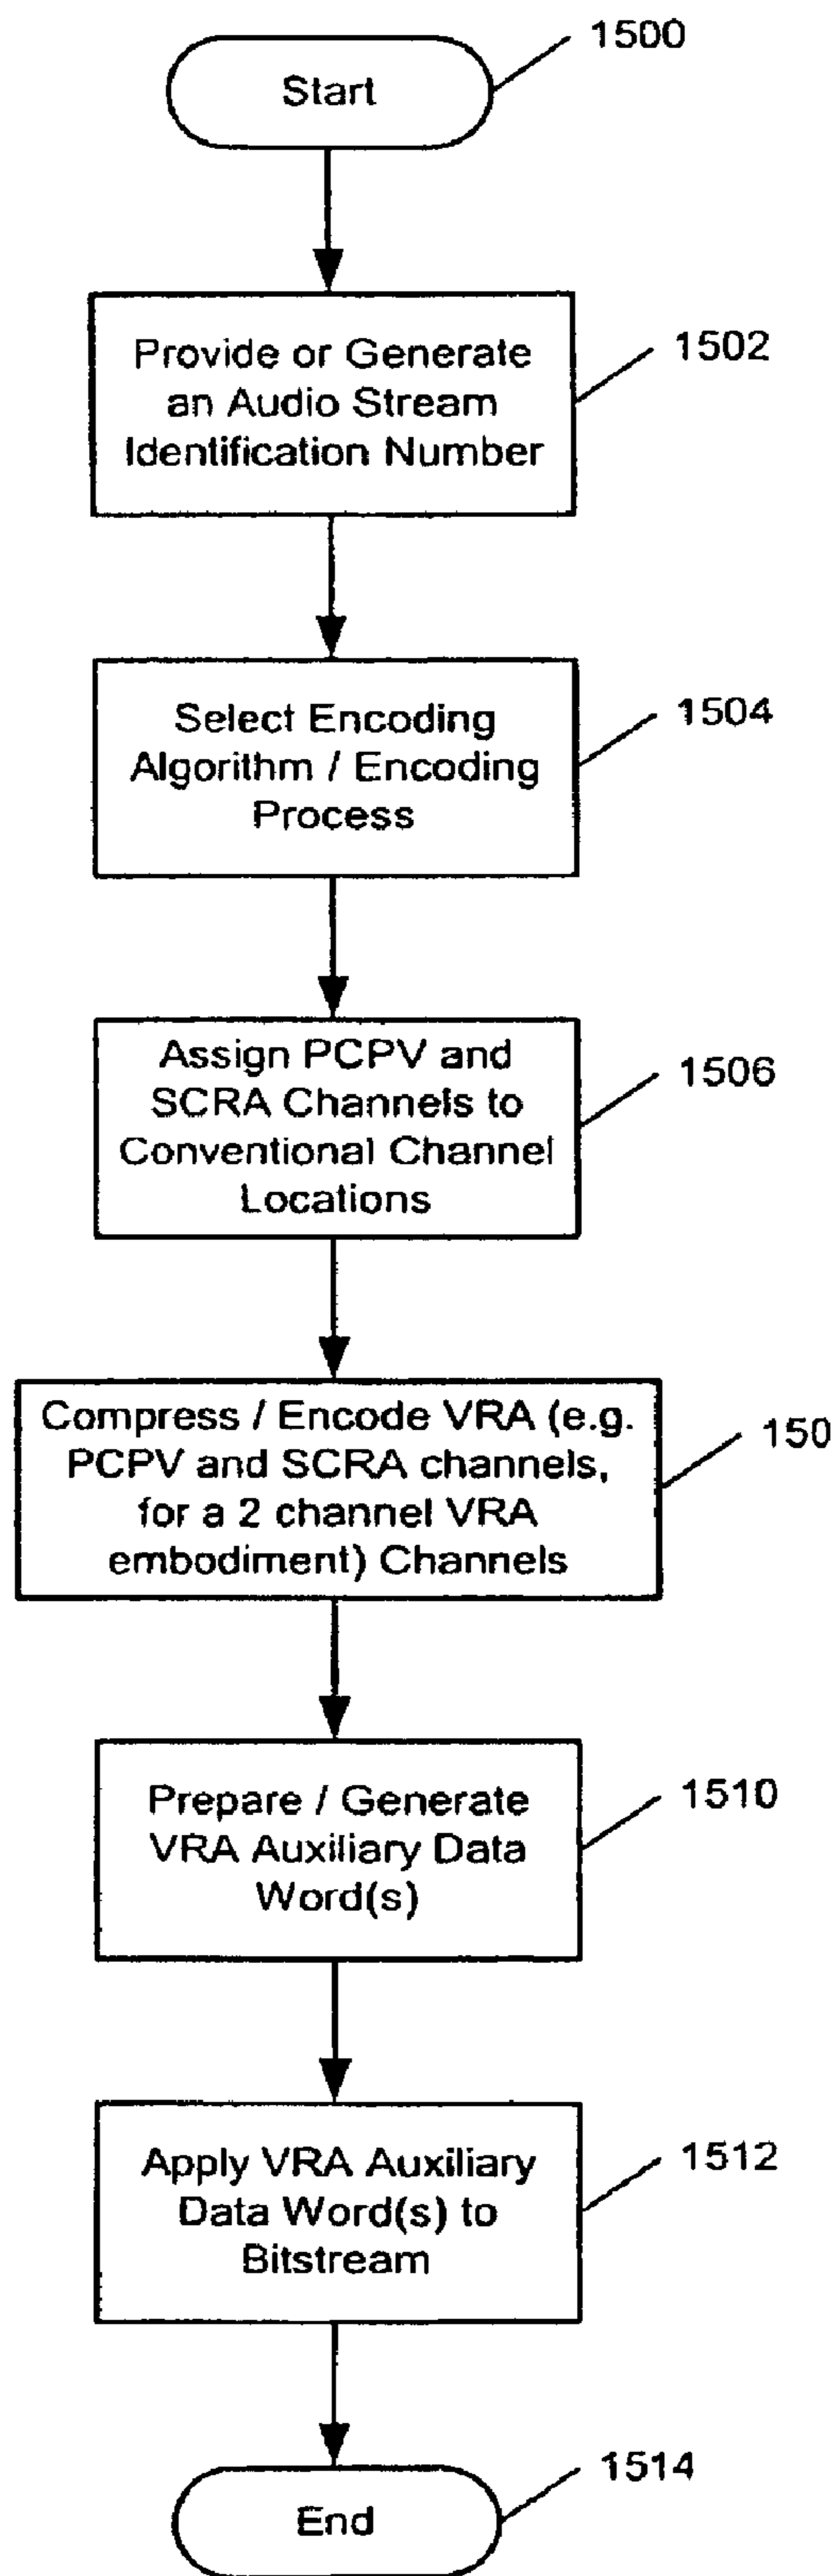 1500
Start
1502
Provide or Generate
an Audio Stream
Identification Number
1504
Select Encoding
Algorithm / Encoding
Process
1506
Assign PCPV and
SCRA Channels to
Conventional Channel
Locations
150
Compress / Encode VRA (e.g.
PCPV and SCRA channels,
for a 2 channel VRA
embodiment) Channels
1510
Prepare / Generate
VRA Auxiliary Data
Word(s)
1512
Apply VRA Auxiliary
Data Word(s) to
Bitstream
1514
End